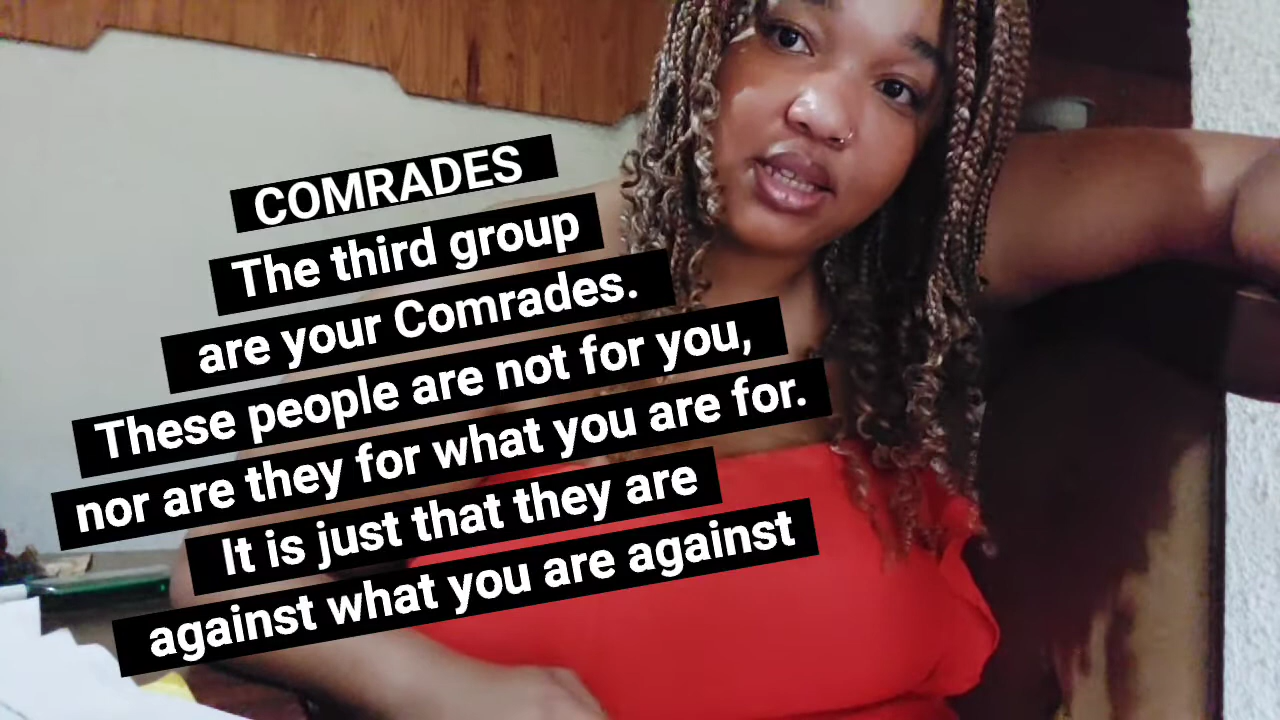 COMRADES
The third group
are your Comrades.
These people are not for you,
nor are they for what you are for.
It is just that they are
against what you are against